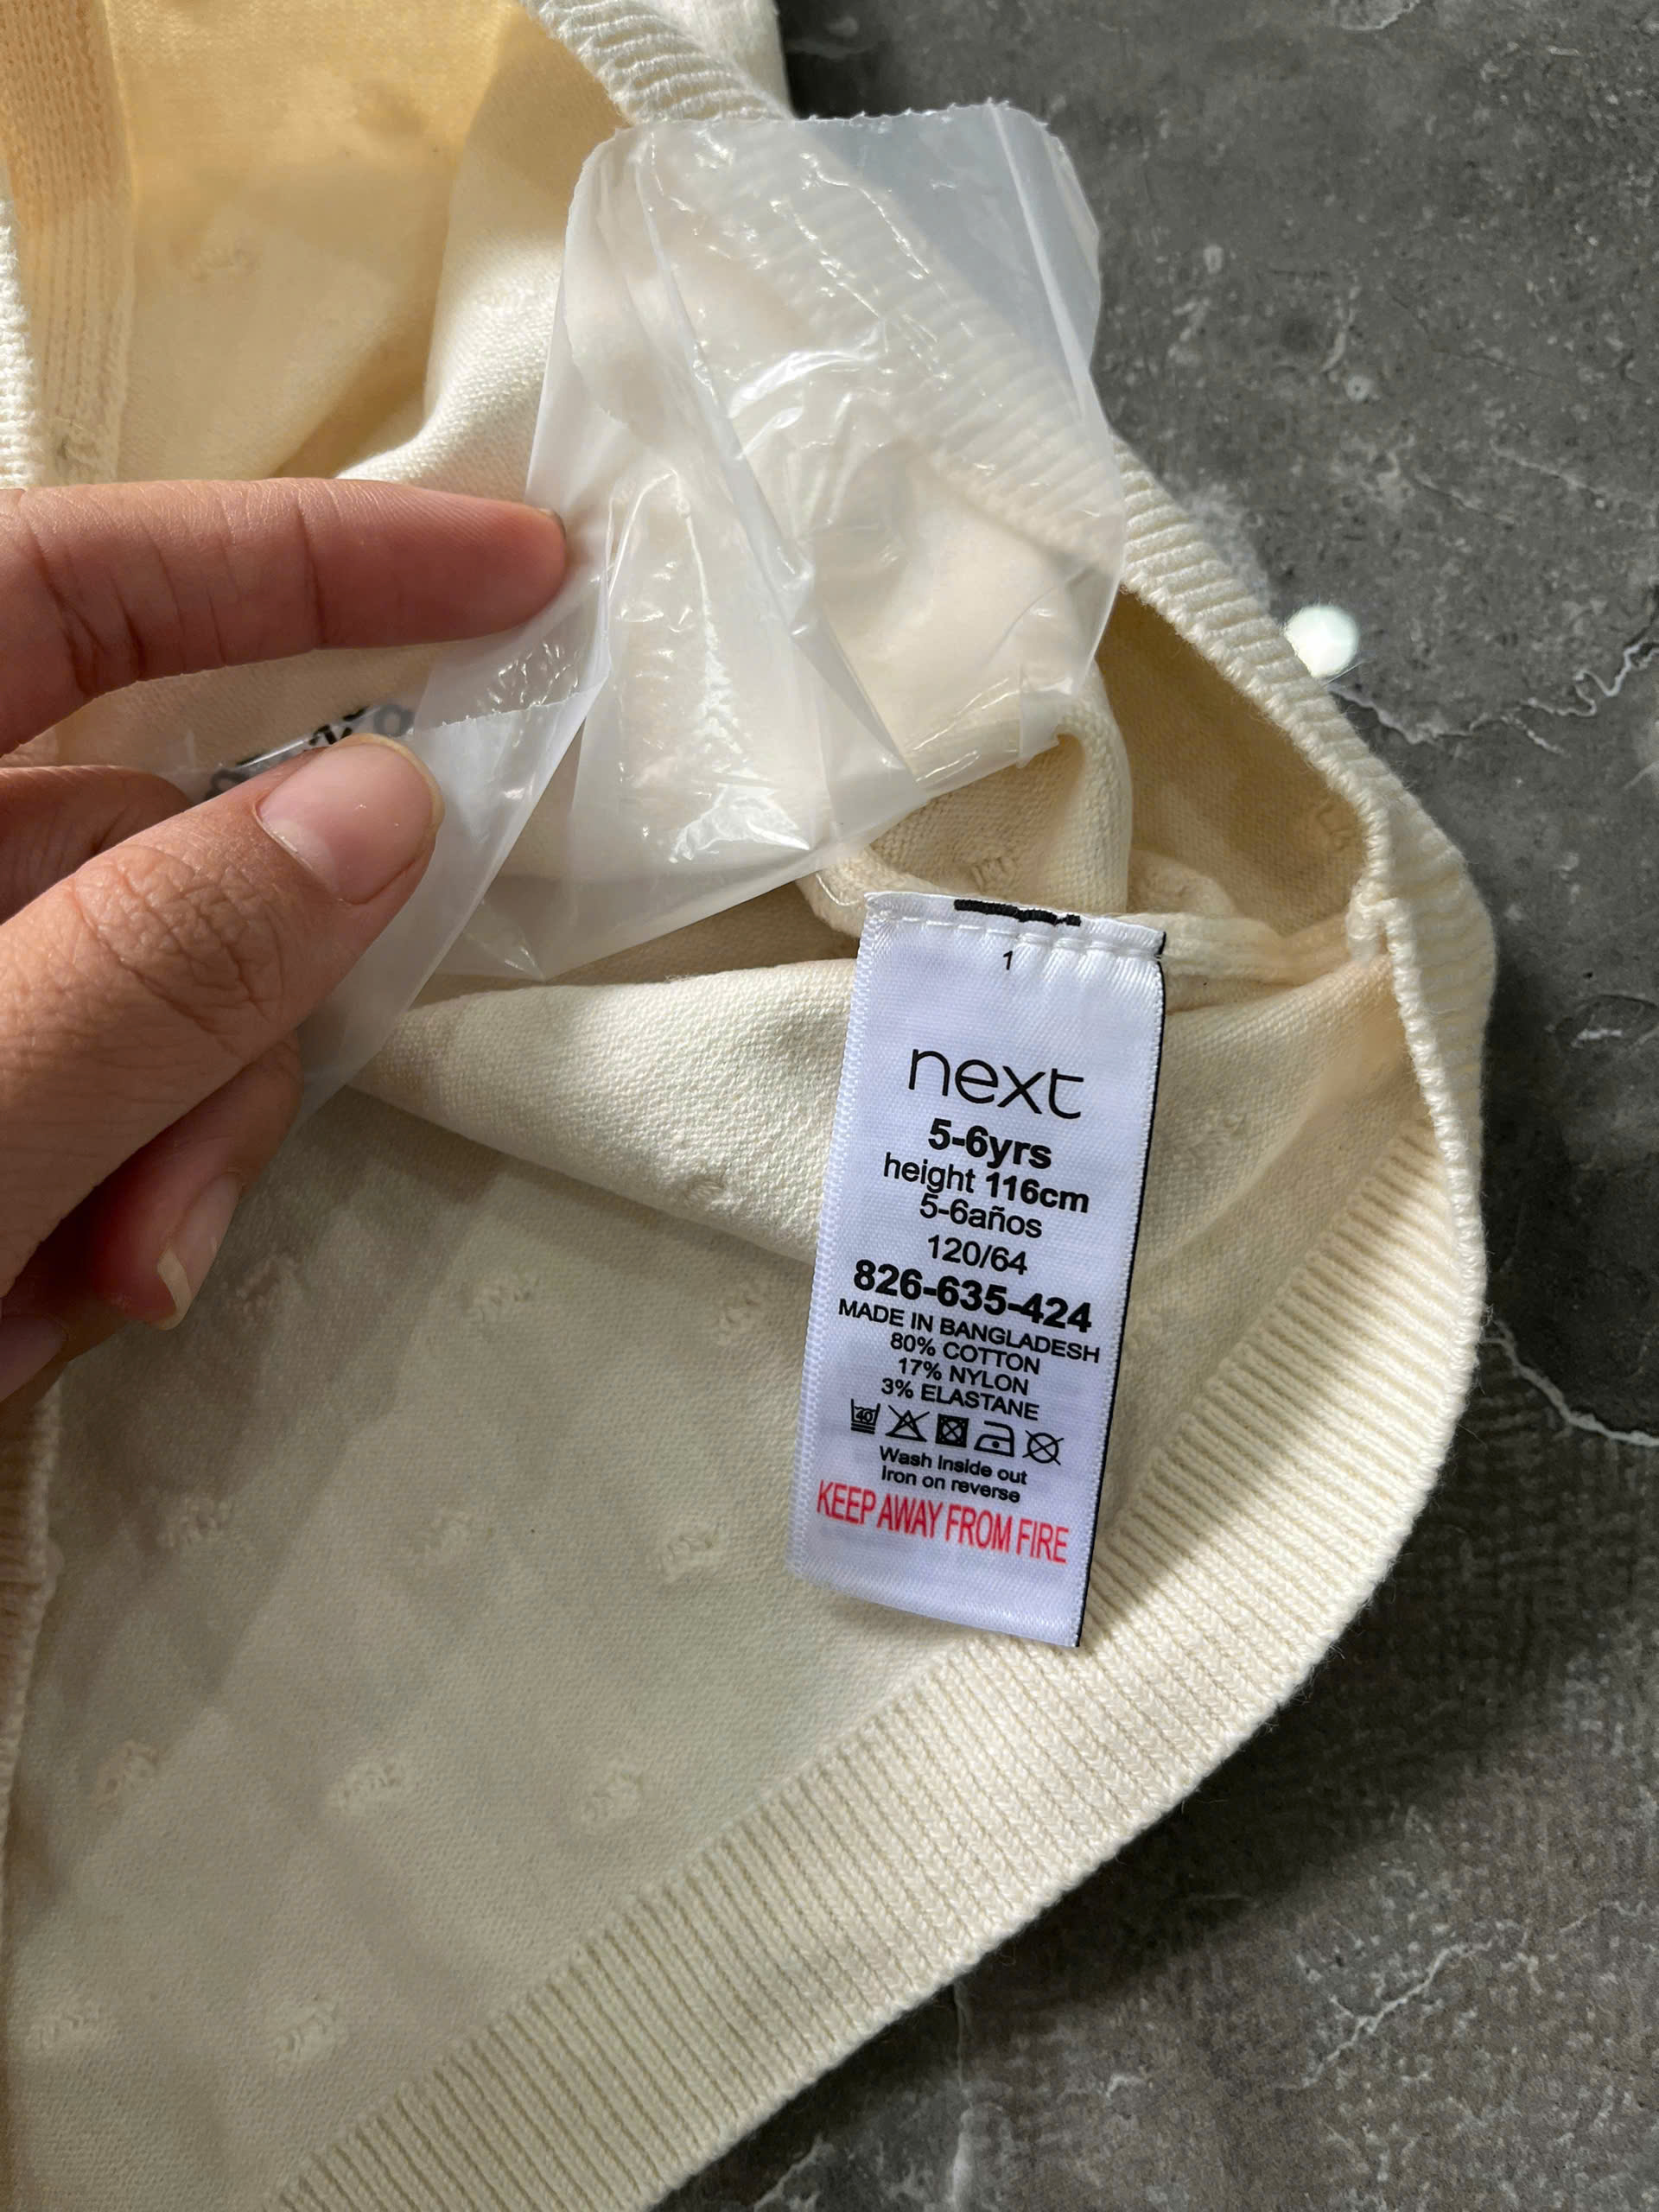 1
next
5-6yrs
height 116cm
5-6años
120/64
826-635-424
MADE IN BANGLADESH
80% COTTON
17% NYLON
3% ELASTANE
40
Wash inside out
Iron on reverse
KEEP AWAY FROM FIRE